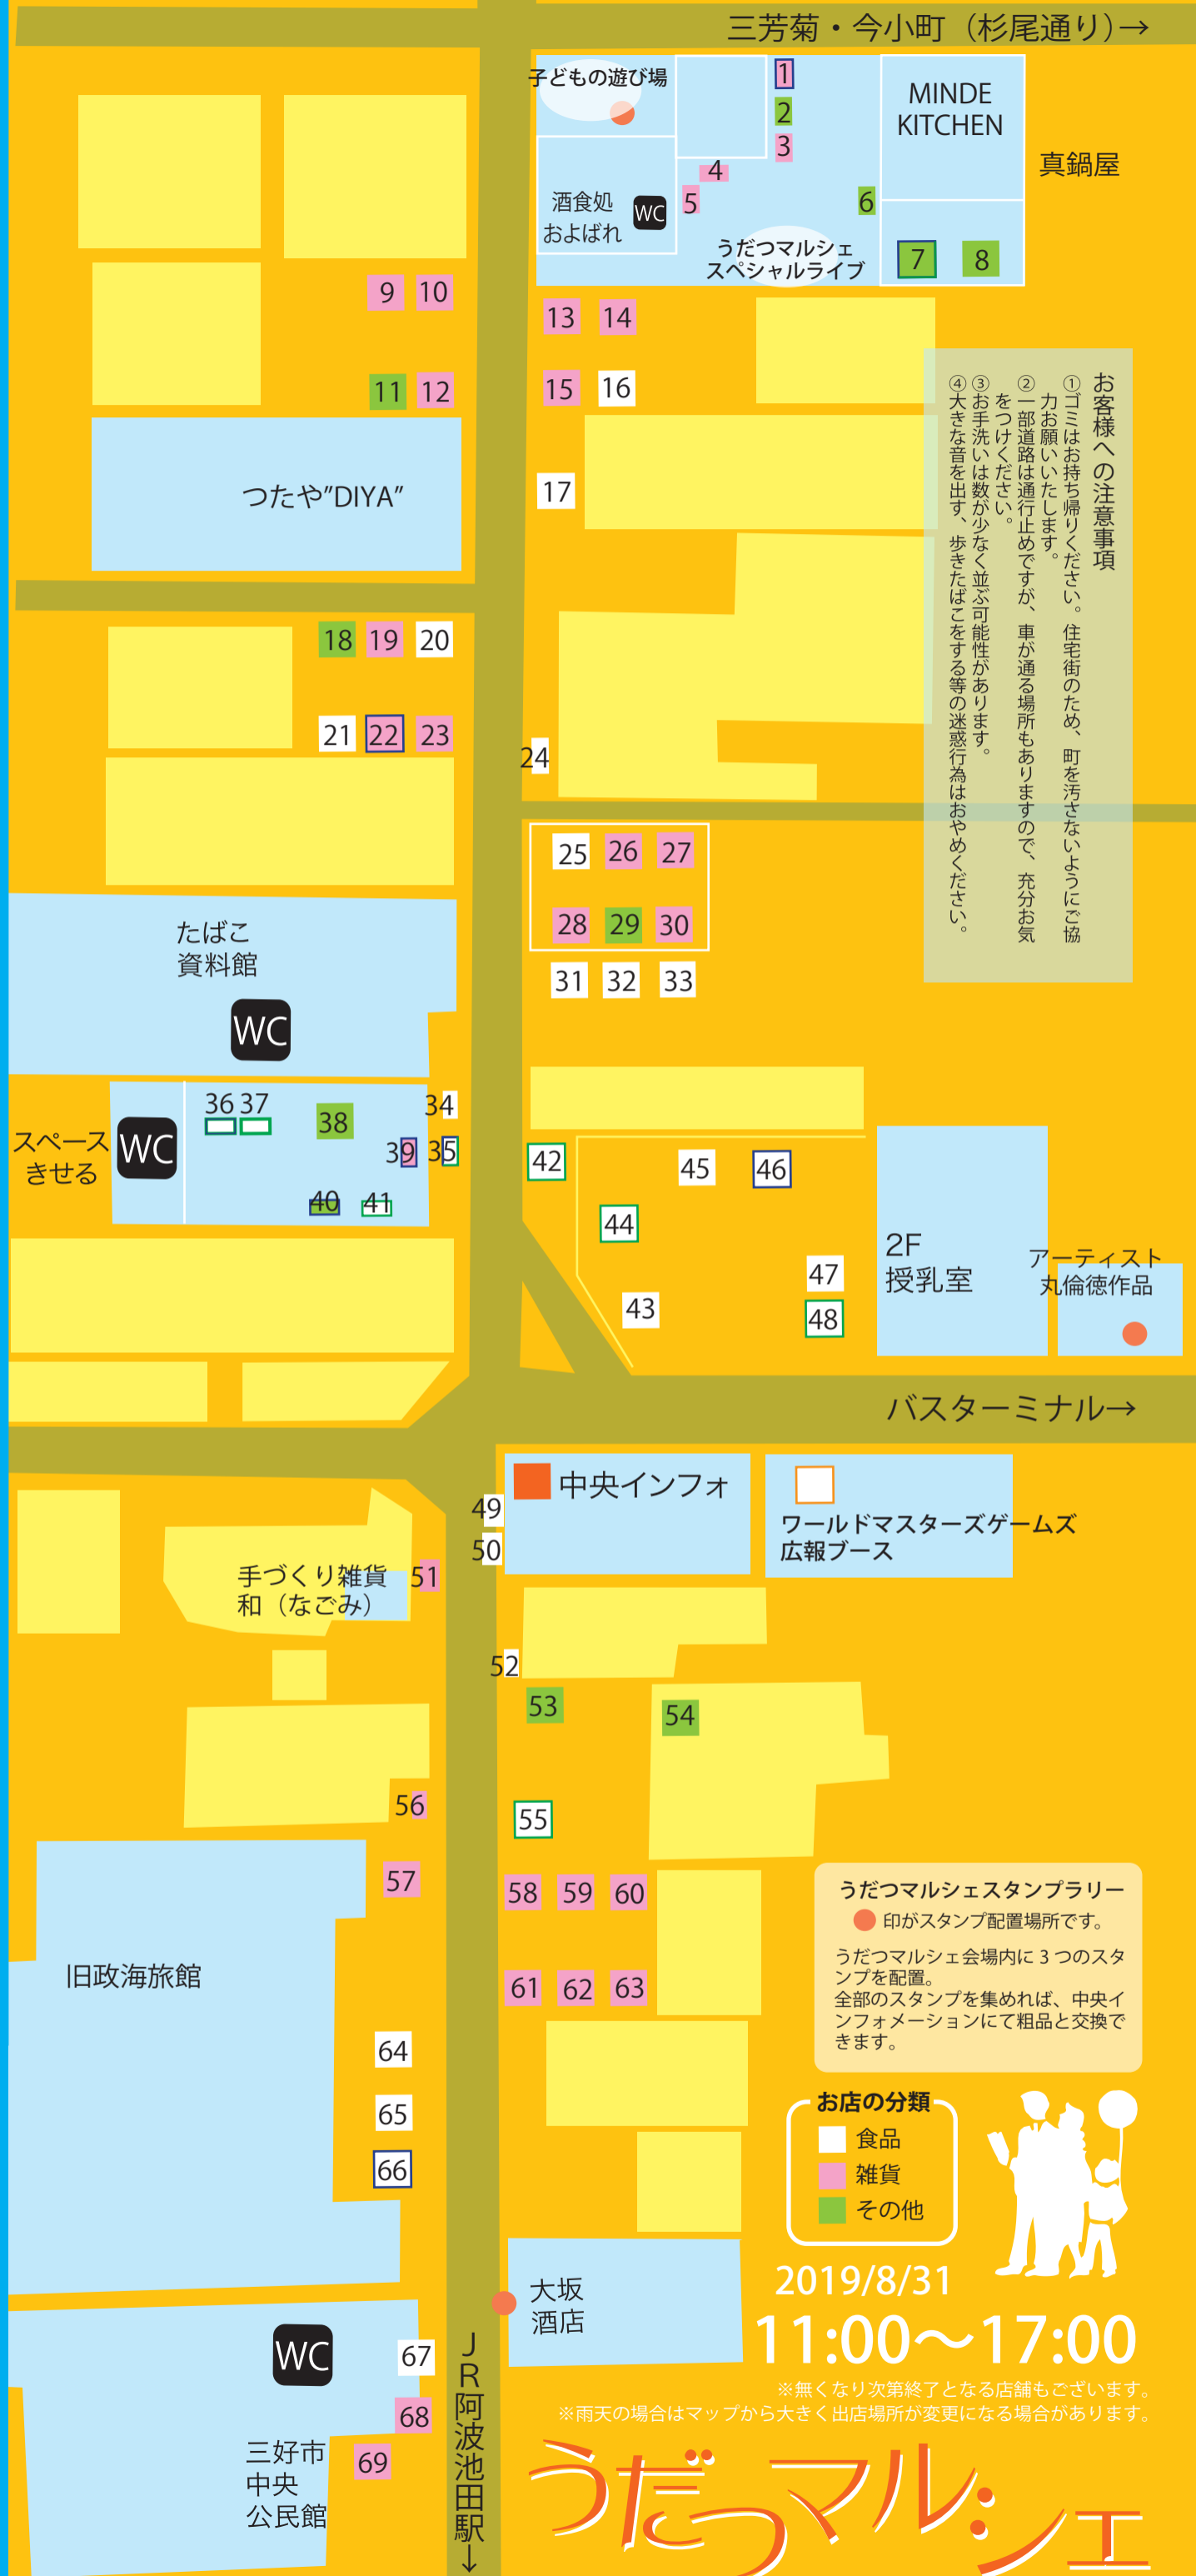 三芳菊・今小町（杉尾通り）→
子どもの遊び場
1
2
3
4
5
6
MINDE
KITCHEN
真鍋屋
酒食処
およばれ
WC
うだつマルシェ
スペシャルライブ
7
8
9
10
11
12
13
14
15
16
17
つたや”DIYA”
お客様への注意事項
①ゴミはお持ち帰りください。住宅街のため、町を汚さないようにご協
力お願いいたします。
②一部道路は通行止めですが、車が通る場所もありますので、充分お気
をつけください。
③お手洗いは数が少なく並ぶ可能性があります。
④大きな音を出す、歩きたばこをする等の迷惑行為はおやめください。
18
19
20
21
22
23
24
25
26
27
28
29
30
31
32
33
たばこ
資料館
WC
スペース
きせる
WC
36
37
38
34
39
35
40
41
42
45
46
44
43
47
48
2F
授乳室
アーティスト
丸倫徳作品
バスターミナル→
中央インフォ
ワールドマスターズゲームズ
広報ブース
49
50
手づくり雑貨
和（なごみ）
51
52
53
54
56
55
57
58
59
60
61
62
63
旧政海旅館
64
65
66
うだつマルシェスタンプラリー
印がスタンプ配置場所です。
うだつマルシェ会場内に 3 つのスタ
ンプを配置。
全部のスタンプを集めれば、中央イ
ンフォメーションにて粗品と交換で
きます。
お店の分類
食品
雑貨
その他
大坂
酒店
2019/8/31
11:00〜17:00
※無くなり次第終了となる店舗もございます。
※雨天の場合はマップから大きく出店場所が変更になる場合があります。
WC
67
68
69
三好市
中央
公民館
JR阿波池田駅↓
うだつマルシェ